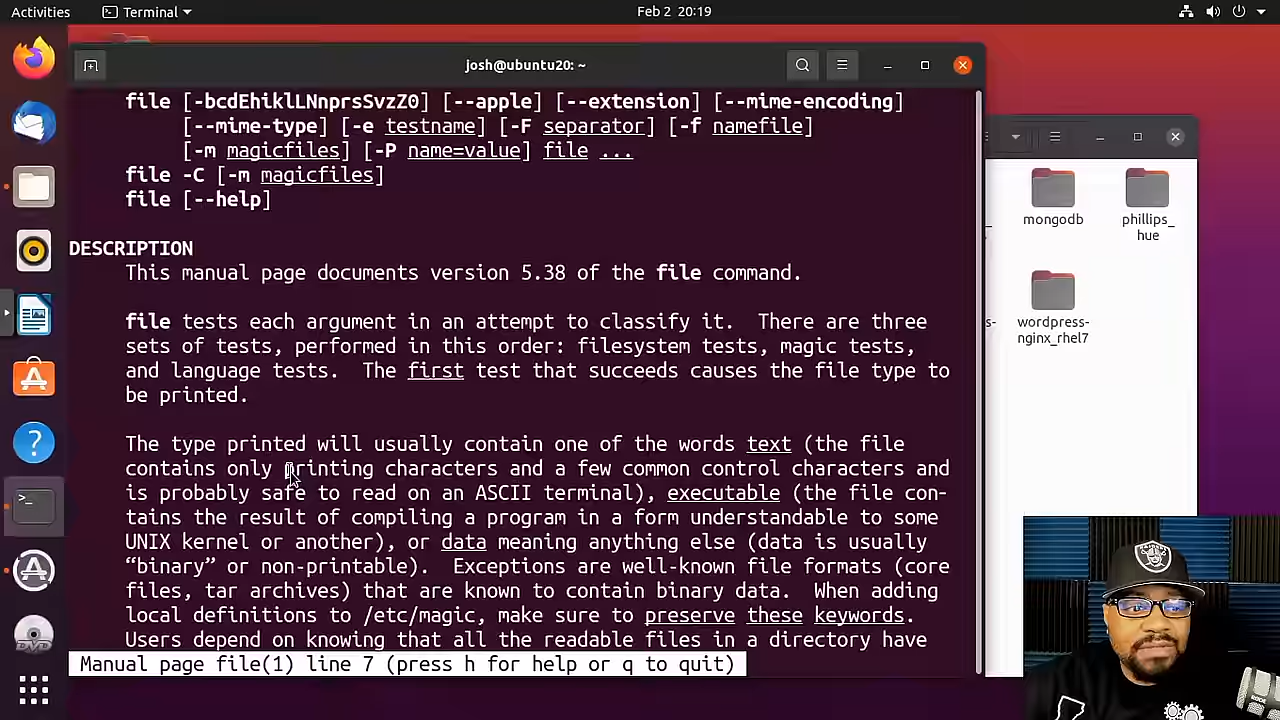 Activities
Terminal
Feb 2 20:19
josh@ubuntu20: ~
file [-bcdEhiklLNnprsSvzZ0] [--apple] [--extension] [--mime-encoding]
[--mime-type] [-e testname] [-F separator] [-f namefile]
[-m magicfiles] [-P name=value] file ...
file -C [-m magicfiles]
file [--help]
DESCRIPTION
This manual page documents version 5.38 of the file command.
file tests each argument in an attempt to classify it.  There are three
sets of tests, performed in this order: filesystem tests, magic tests,
and language tests.  The first test that succeeds causes the file type to
be printed.
The type printed will usually contain one of the words text (the file
contains only printing characters and a few common control characters and
is probably safe to read on an ASCII terminal), executable (the file con-
tains the result of compiling a program in a form understandable to some
UNIX kernel or another), or data meaning anything else (data is usually
“binary” or non-printable).  Exceptions are well-known file formats (core
files, tar archives) that are known to contain binary data.  When adding
local definitions to /etc/magic, make sure to preserve these keywords.
Users depend on knowing that all the readable files in a directory have
Manual page file(1) line 7 (press h for help or q to quit)
mongodb
phillips_
hue
wordpress-
nginx_rhel7